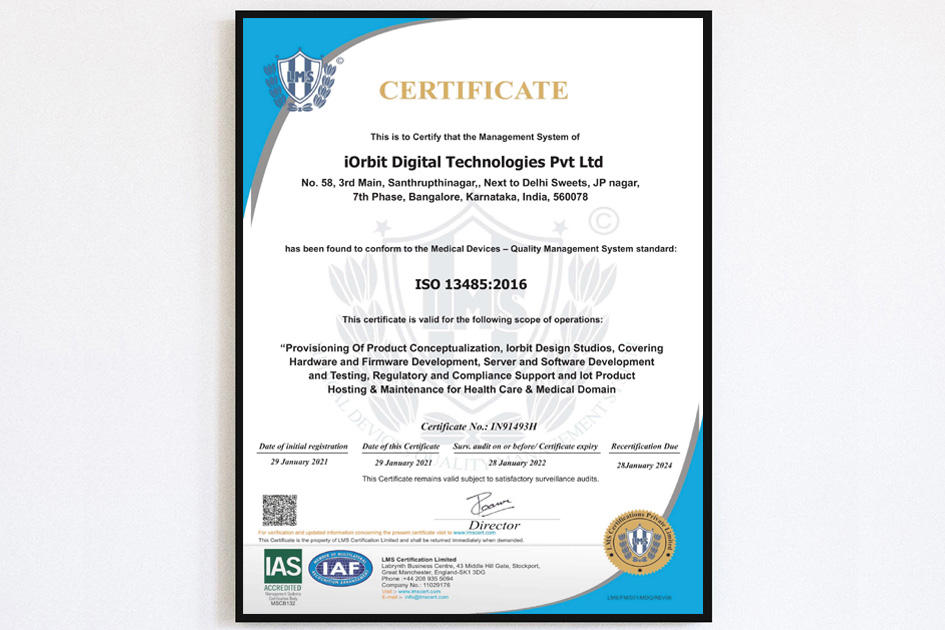 LMS
©
CERTIFICATE
This is to Certify that the Management System of
iOrbit Digital Technologies Pvt Ltd
No. 58, 3rd Main, Santhrupthinagar,, Next to Delhi Sweets, JP nagar,
7th Phase, Bangalore, Karnataka, India, 560078
©
has been found to conform to the Medical Devices – Quality Management System standard:
ISO 13485:2016
LMS
This certificate is valid for the following scope of operations:
“Provisioning Of Product Conceptualization, Iorbit Design Studios, Covering
Hardware and Firmware Development, Server and Software Development
and Testing, Regulatory and Compliance Support and Iot Product
Hosting & Maintenance for Health Care & Medical Domain
Certificate No.: IN91493H
Date of initial registration Date of this Certificate Surv. audit on or before/ Certificate expiry Recertification Due
29 January 2021 29 January 2021 28 January 2022 28January 2024
This Certificate remains valid subject to satisfactory surveillance audits.
Director
For verification and updated information concerning the present certificate visit to www.lmscert.com
This Certificate is the property of LMS Certification Limited and shall be returned immediately when demanded.
LMS Certifications Private Limited
LMS
IAS
ACCREDITED
Management Systems
Certification Body
MSCB132
MEMBER OF MULTILATERAL
IAF
RECOGNITION ARRANGEMENT
LMS Certification Limited
Labrynth Business Centre, 43 Middle Hill Gate, Stockport,
Great Manchester, England-SK1 3DG
Phone :+44 208 935 5094
Company No.: 11029178
Visit :- www.lmscert.com
E-mail :- info@lmscert.com